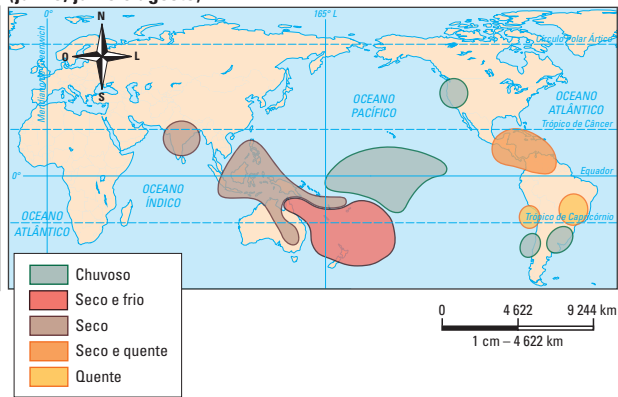 0°
165° L
Meridiano de Greenwich
N
O
L
S
Círculo Polar Ártico
OCEANO
PACÍFICO
OCEANO
ATLÂNTICO
Trópico de Câncer
0°
Equador
OCEANO
ÍNDICO
OCEANO
ATLÂNTICO
Trópico de Capricórnio
Chuvoso
Seco e frio
Seco
Seco e quente
Quente
0 4 622 9 244 km
1 cm – 4 622 km